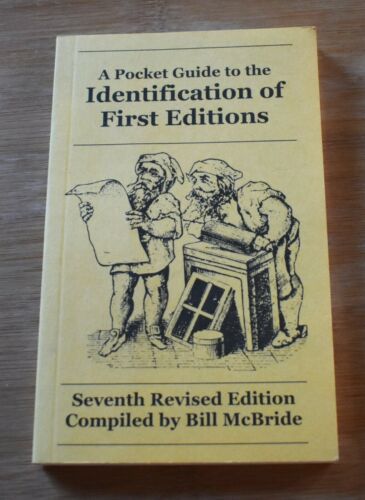 A Pocket Guide to the
Identification of
First Editions
Seventh Revised Edition
Compiled by Bill McBride